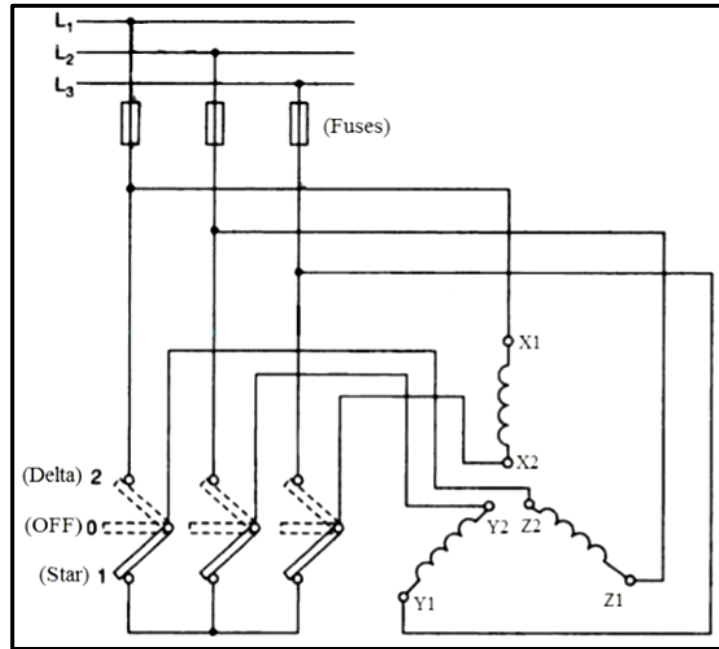 L1
L2
L3
(Fuses)
X1
X2
(Delta) 2
(OFF) 0
Y2 Z2
(Star) 1
Y1 Z1